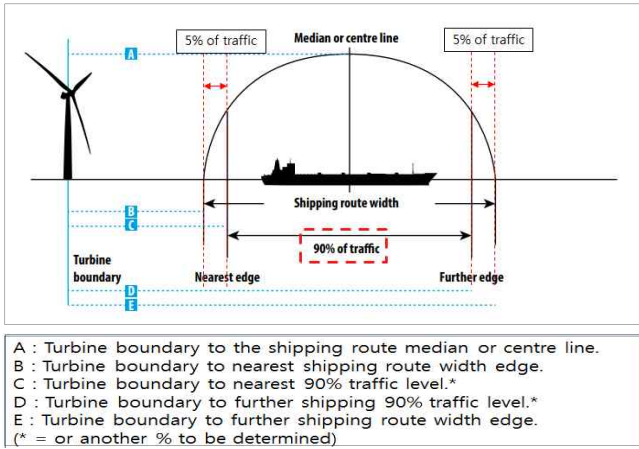 5% of traffic
Median or centre line
5% of traffic
A
Shipping route width
B
C
90% of traffic
Turbine
boundary
Nearest edge
Further edge
D
E
A : Turbine boundary to the shipping route median or centre line.
B : Turbine boundary to nearest shipping route width edge.
C : Turbine boundary to nearest 90% traffic level.*
D : Turbine boundary to further shipping 90% traffic level.*
E : Turbine boundary to further shipping route width edge.
(* = or another % to be determined)